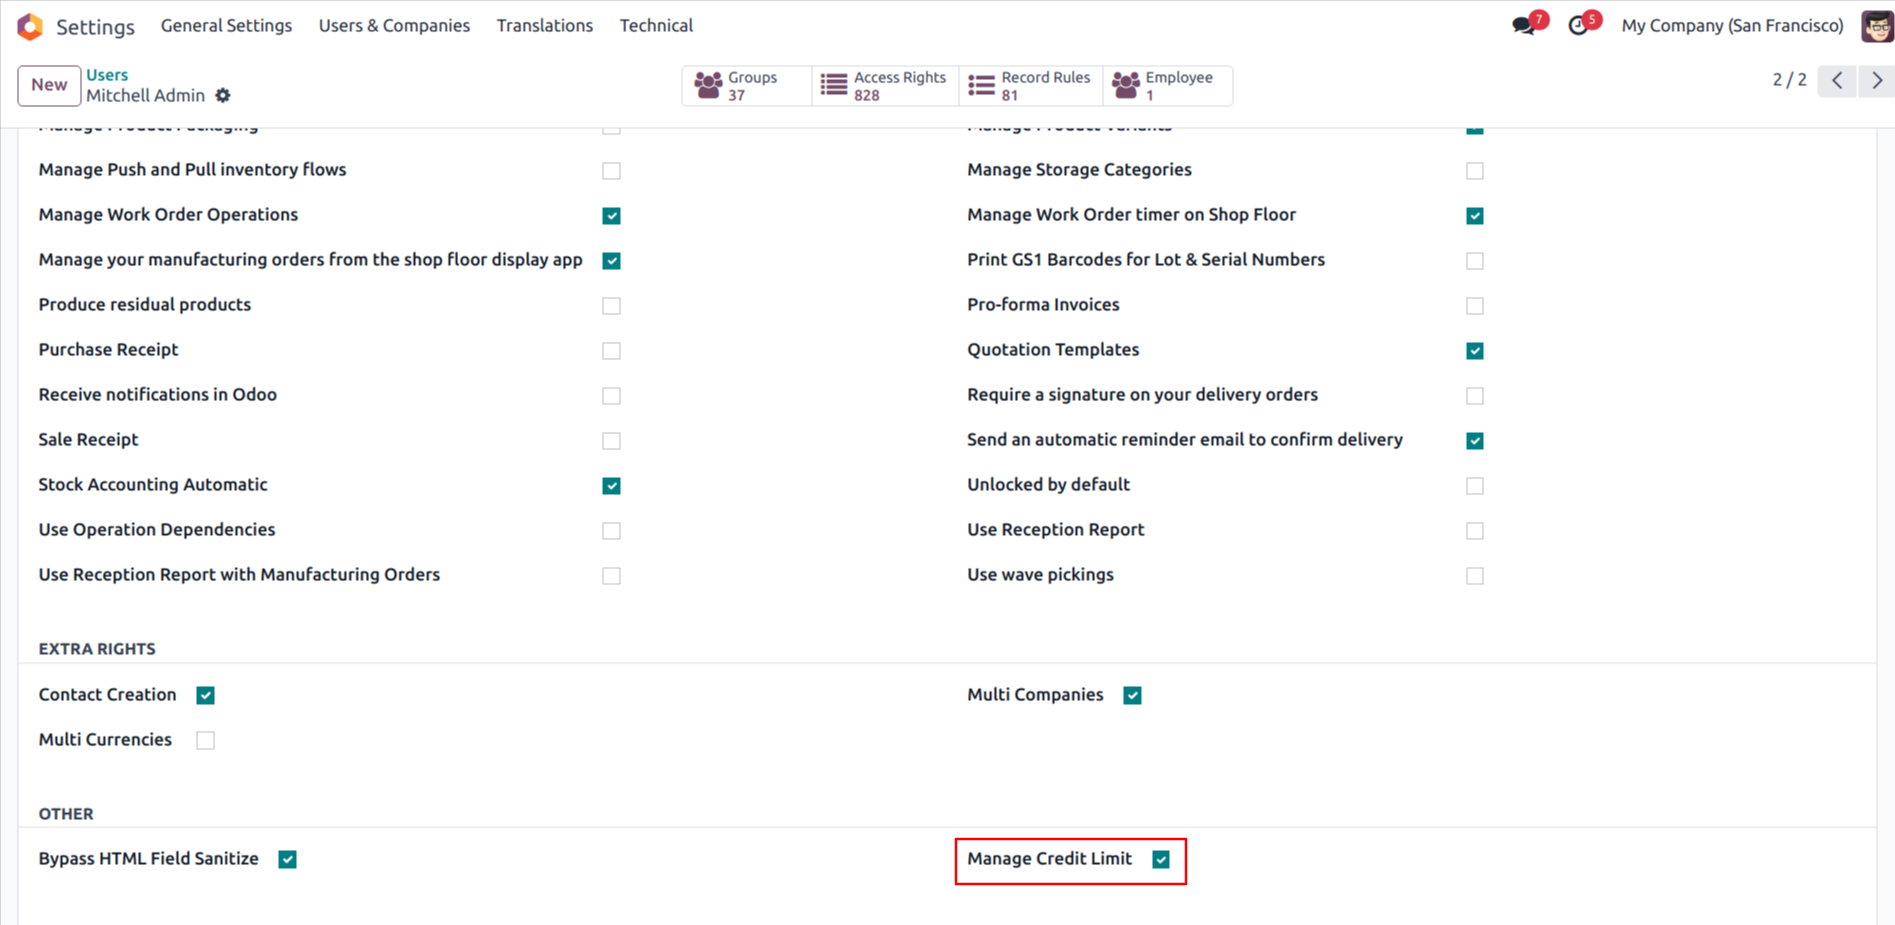 Settings General Settings Users & Companies Translations Technical 7 5 My Company (San Francisco)
New Users Groups Access Rights Record Rules Employee 2 / 2
Mitchell Admin 37 828 81 1
Manage Product Packaging Manage Product Variants
Manage Push and Pull inventory flows Manage Storage Categories
Manage Work Order Operations Manage Work Order timer on Shop Floor
Manage your manufacturing orders from the shop floor display app Print GS1 Barcodes for Lot & Serial Numbers
Produce residual products Pro-forma Invoices
Purchase Receipt Quotation Templates
Receive notifications in Odoo Require a signature on your delivery orders
Sale Receipt Send an automatic reminder email to confirm delivery
Stock Accounting Automatic Unlocked by default
Use Operation Dependencies Use Reception Report
Use Reception Report with Manufacturing Orders Use wave pickings
EXTRA RIGHTS
Contact Creation Multi Companies
Multi Currencies
OTHER
Bypass HTML Field Sanitize Manage Credit Limit